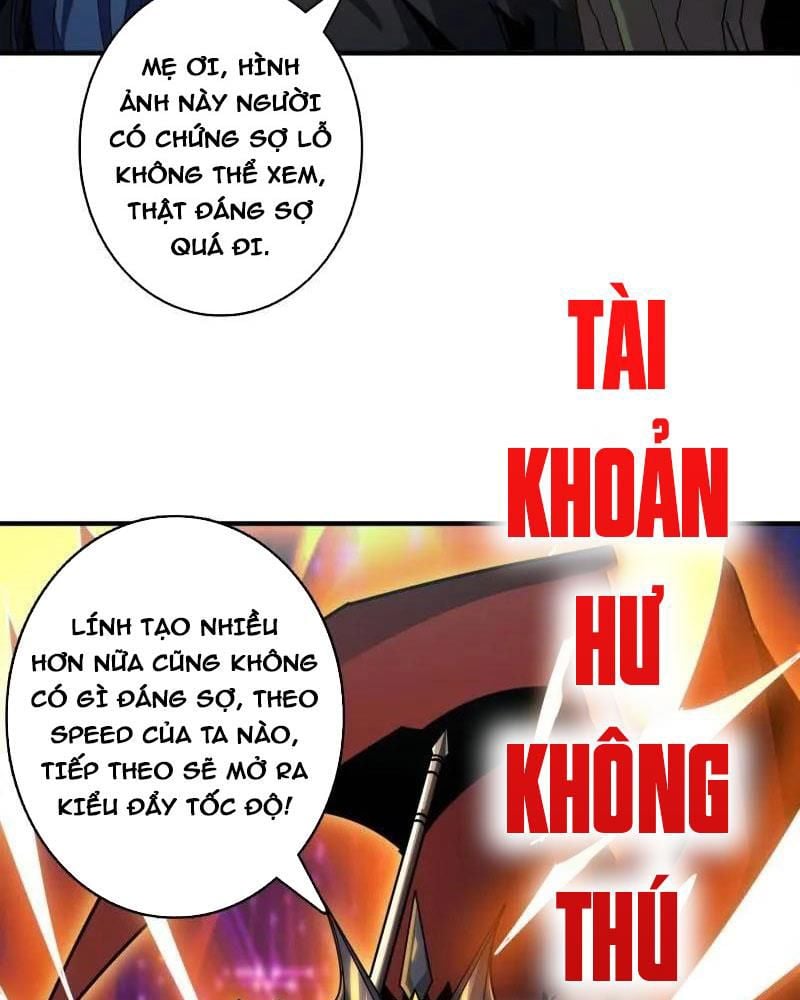 MẸ ƠI, HÌNH
ẢNH NÀY NGƯỜI
CÓ CHỨNG SỢ LỖ
KHÔNG THỂ XEM,
THẬT ĐÁNG SỢ
QUÁ ĐI.
TÀI
KHOẢN
HƯ
KHÔNG
THÚ
LÍNH TẠO NHIỀU
HƠN NỮA CŨNG KHÔNG
CÓ GÌ ĐÁNG SỢ, THEO
SPEED CỦA TA NÀO,
TIẾP THEO SẼ MỞ RA
KIỂU ĐẨY TỐC ĐỘ!